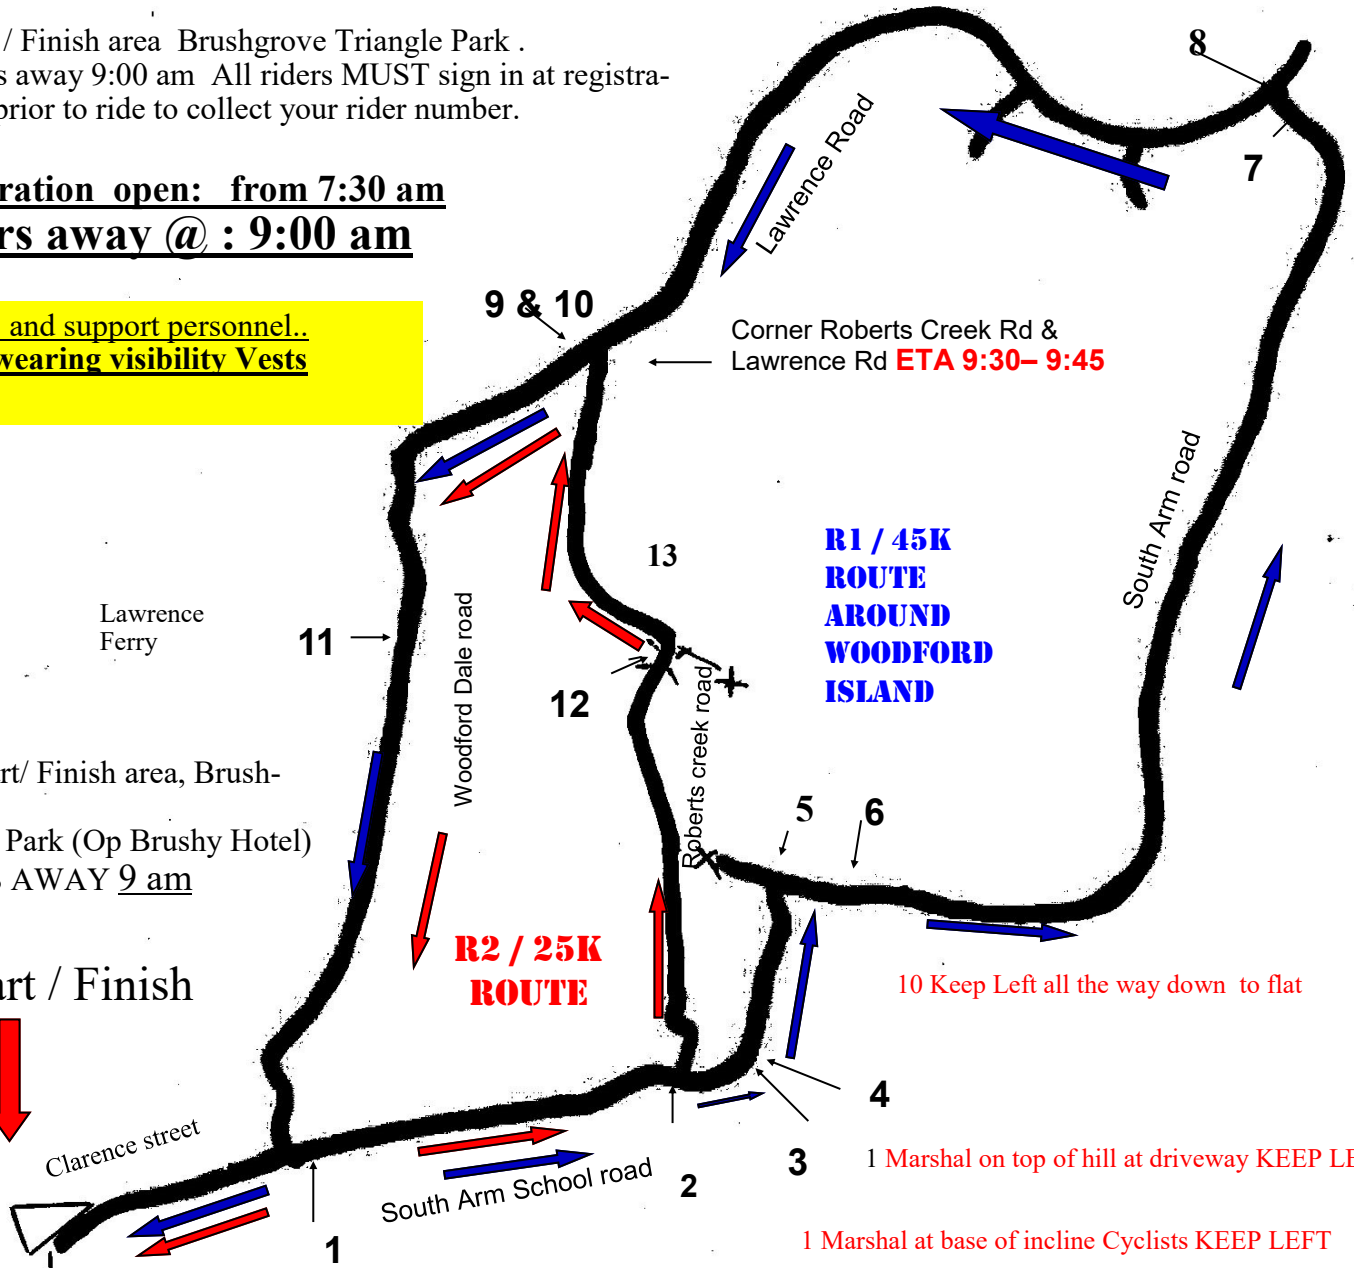 / Finish area  Brushgrove Triangle Park .
s away 9:00 am  All riders MUST sign in at registra-
prior to ride to collect your rider number.
ration  open:   from 7:30 am
rs away @ : 9:00 am
and support personnel..
wearing visibility Vests
8
7
Lawrence Road
9 & 10
Corner Roberts Creek Rd &
Lawrence Rd ETA 9:30– 9:45
South Arm road
R1 / 45K
ROUTE
AROUND
WOODFORD
ISLAND
13
Lawrence
Ferry
11
Woodford Dale road
12
Roberts creek road
rt/ Finish area, Brush-
Park (Op Brushy Hotel)
AWAY 9 am
5
6
R2 / 25K
ROUTE
art / Finish
10 Keep Left all the way down  to flat
4
3
Clarence street
South Arm School road
2
1
1 Marshal on top of hill at driveway KEEP LE
1 Marshal at base of incline Cyclists KEEP LEFT